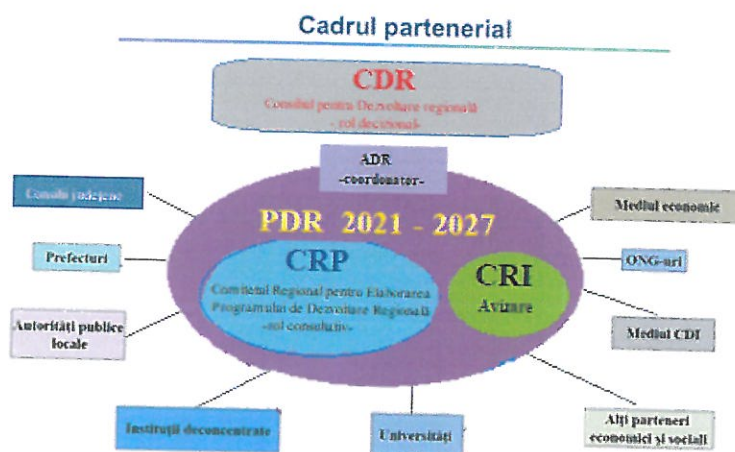 Cadrul partenerial
CDR
Consiliul pentru Dezvoltare regională
- rol decizional-
ADR
-coordonator-
PDR 2021 - 2027
CRP
Comitetul Regional pentru Elaborarea
Programului de Dezvoltare Regională
-rol consultativ-
CRI
Avizare
Consilii județene
Prefecturi
Autorități publice
locale
Instituții deconcentrate
Universități
Mediul economic
ONG-uri
Mediul CDI
Alți parteneri
economici și sociali